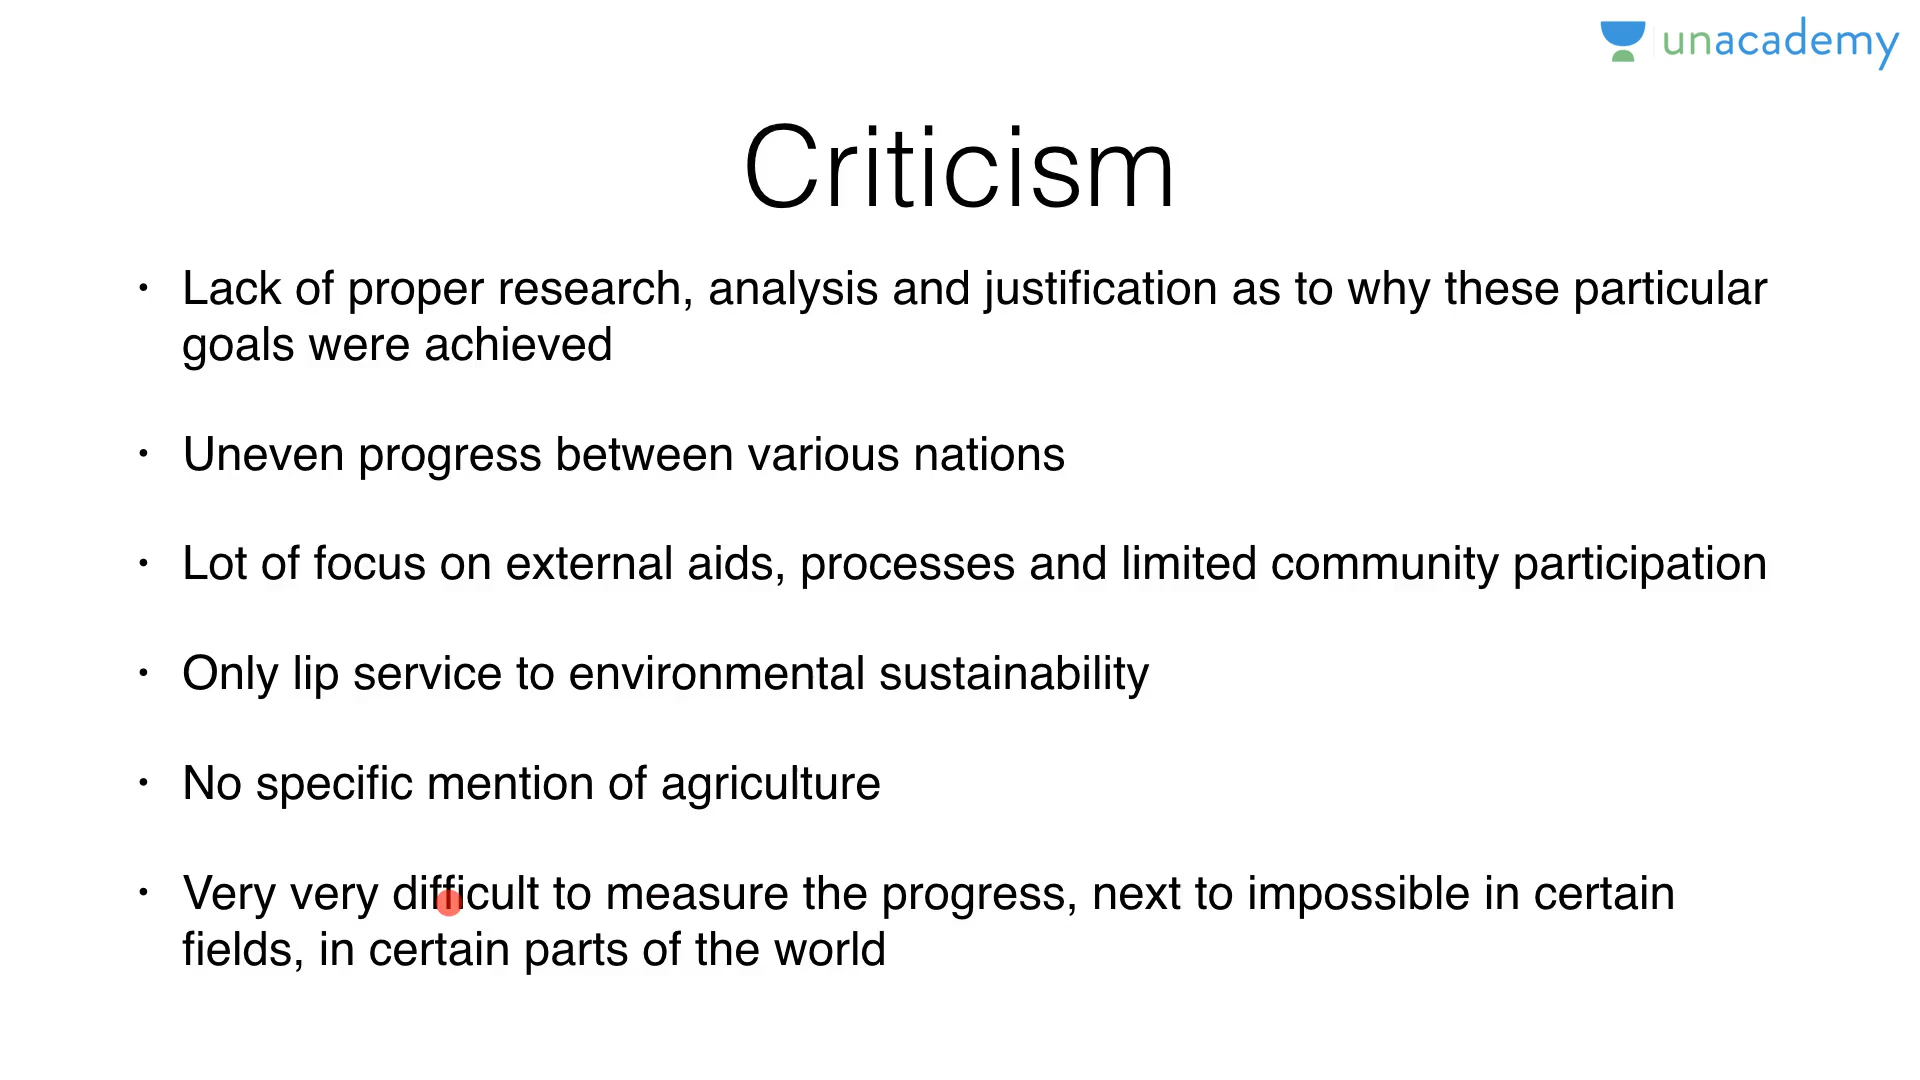 unacademy
Criticism
• Lack of proper research, analysis and justification as to why these particular
goals were achieved
• Uneven progress between various nations
• Lot of focus on external aids, processes and limited community participation
• Only lip service to environmental sustainability
• No specific mention of agriculture
• Very very difficult to measure the progress, next to impossible in certain
fields, in certain parts of the world